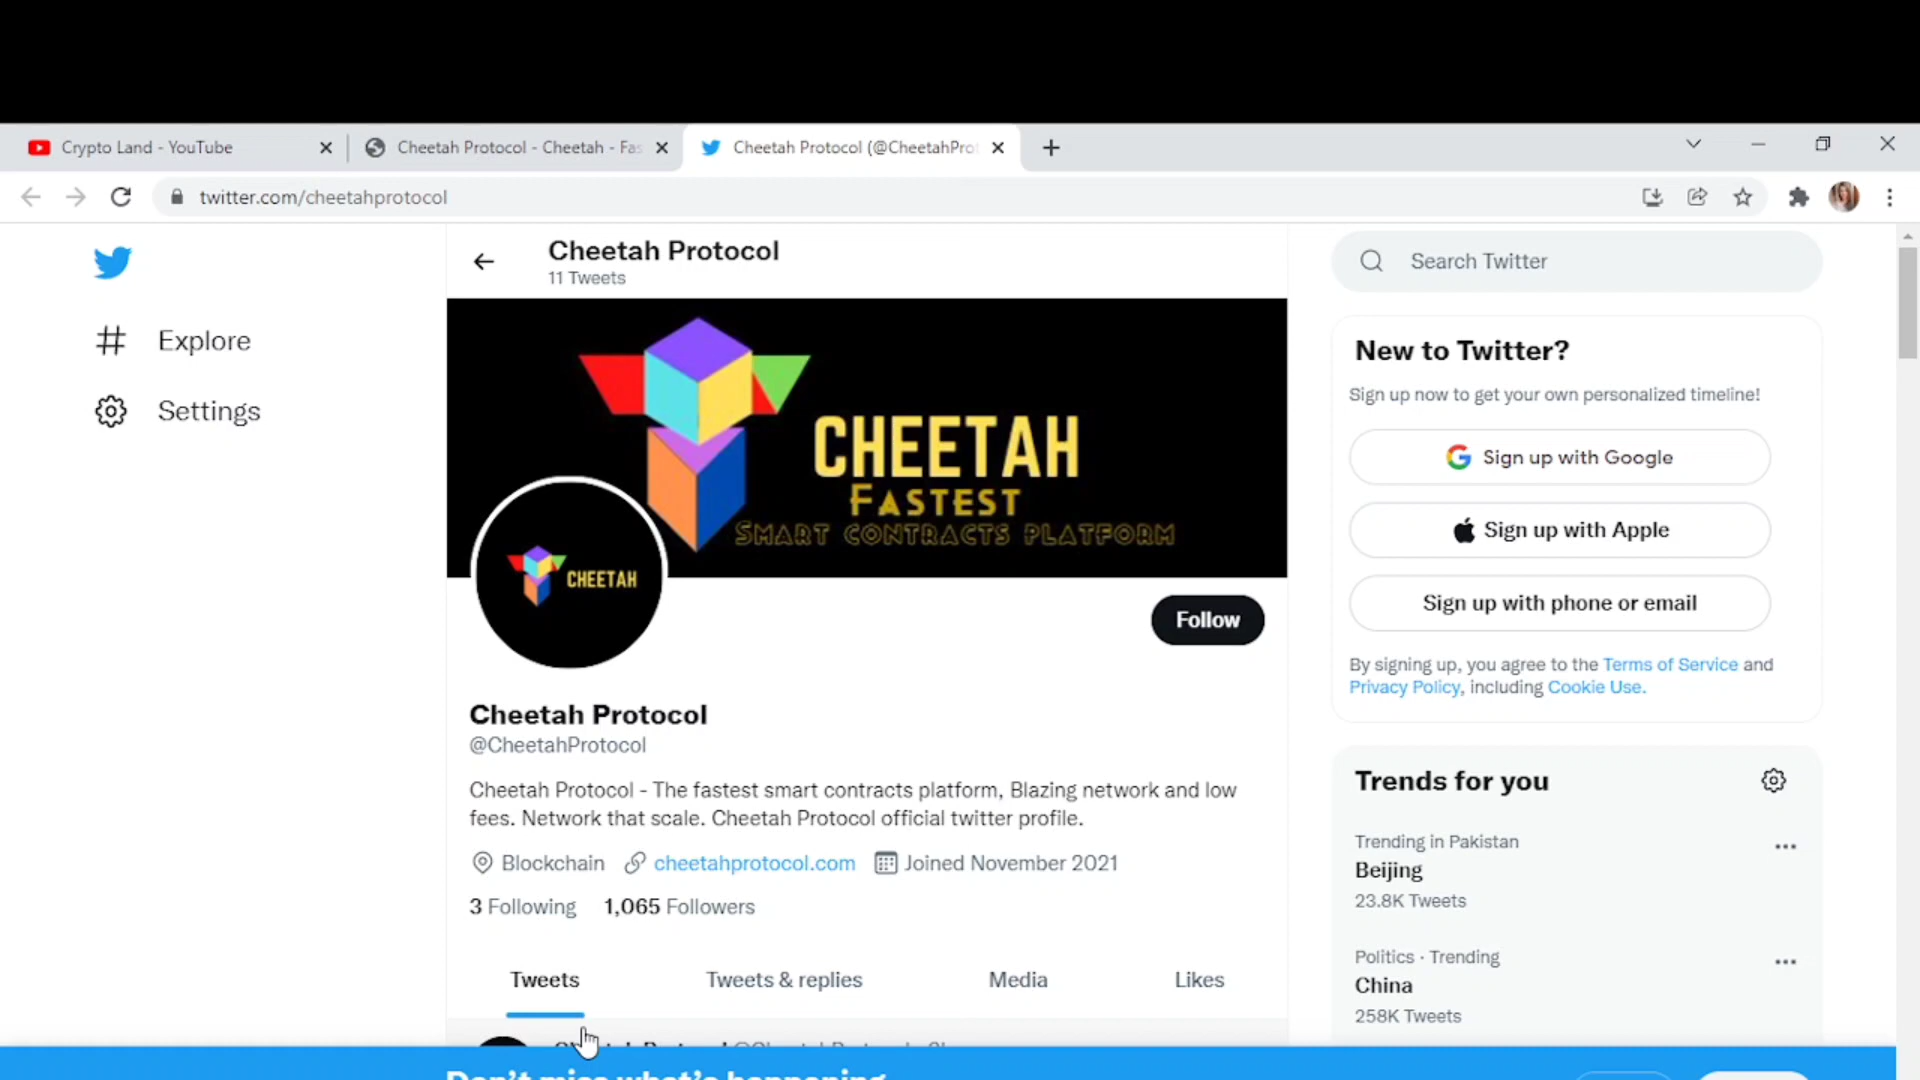 Crypto Land - YouTube
Cheetah Protocol - Cheetah - Fas
Cheetah Protocol (@CheetahPro
twitter.com/cheetahprotocol
Explore
Settings
Cheetah Protocol
11 Tweets
CHEETAH
FASTEST
SMART CONTRACTS PLATFORM
CHEETAH
Follow
Cheetah Protocol
@CheetahProtocol
Cheetah Protocol - The fastest smart contracts platform, Blazing network and low
fees. Network that scale. Cheetah Protocol official twitter profile.
Blockchain cheetahprotocol.com Joined November 2021
3 Following 1,065 Followers
Tweets Tweets & replies Media Likes
Don't miss what's happening
Search Twitter
New to Twitter?
Sign up now to get your own personalized timeline!
Sign up with Google
Sign up with Apple
Sign up with phone or email
By signing up, you agree to the Terms of Service and
Privacy Policy, including Cookie Use.
Trends for you
Trending in Pakistan
Beijing
23.8K Tweets
Politics · Trending
China
258K Tweets